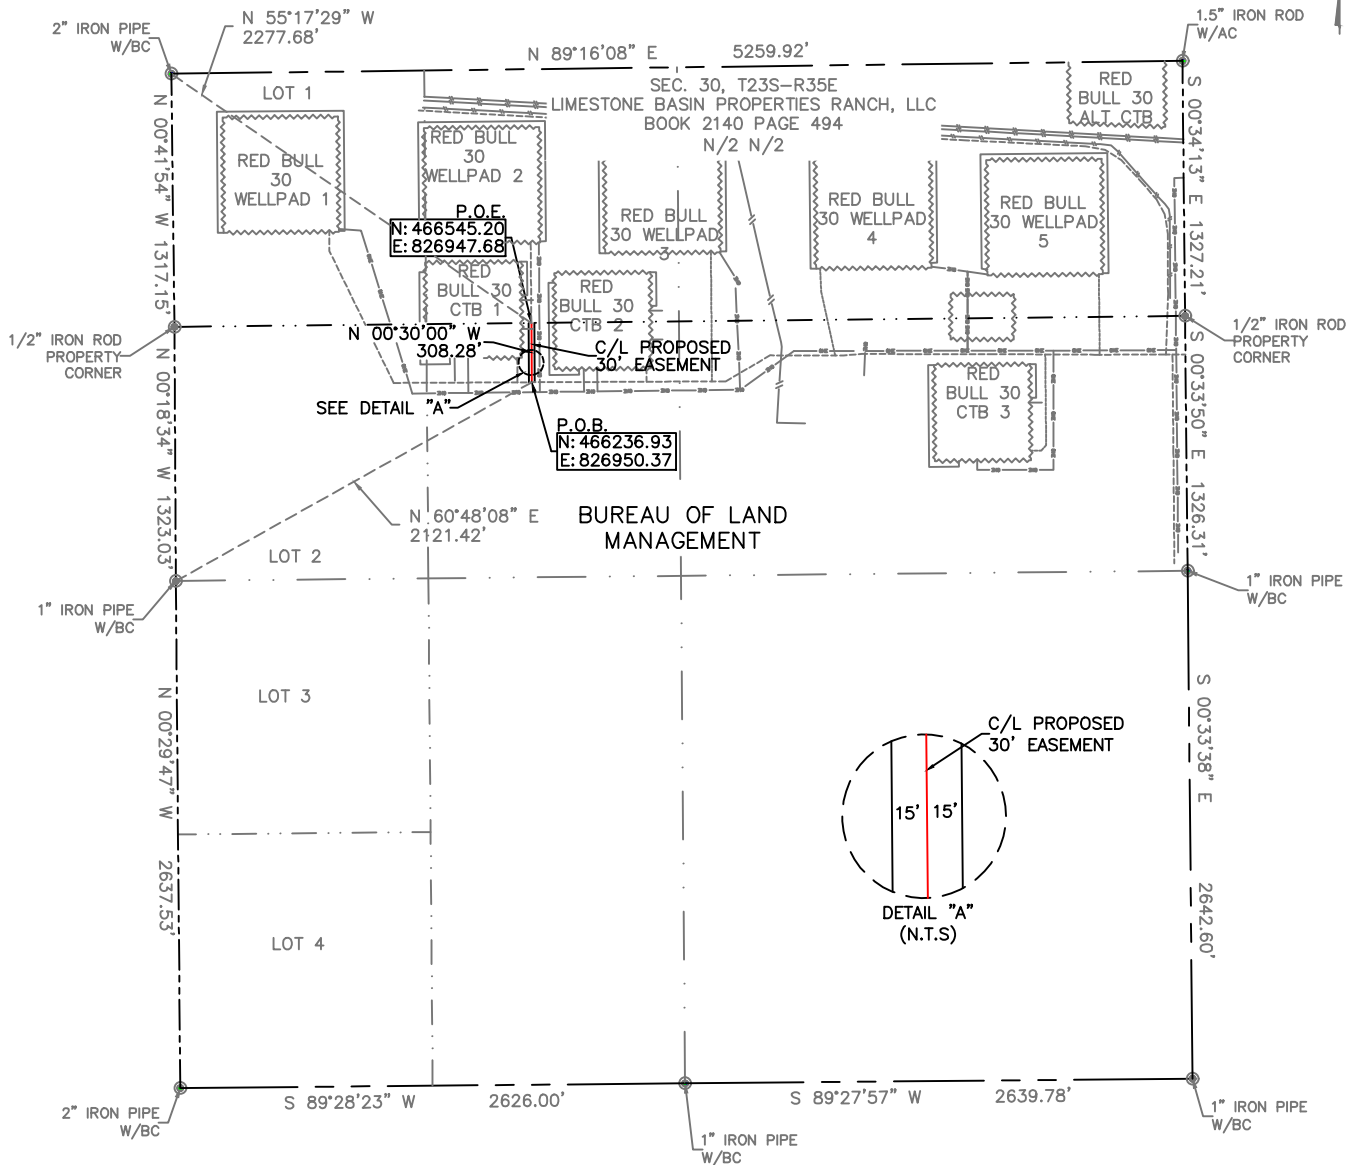 N 55°17'29" W
2277.68'
2" IRON PIPE
W/BC
N 89°16'08" E 5259.92'
1.5" IRON ROD
W/AC
LOT 1
SEC. 30, T23S-R35E
LIMESTONE BASIN PROPERTIES RANCH, LLC
BOOK 2140 PAGE 494
N/2 N/2
RED
BULL 30
ALT CTB
RED BULL
30
WELLPAD 1
RED BULL
30
WELLPAD 2
RED BULL
30 WELLPAD
3
RED BULL
30 WELLPAD
4
RED BULL
30 WELLPAD
5
N 00°41'54" W 1317.15'
S 00°34'13" E 1327.21'
P.O.E.
N: 466545.20
E: 826947.68
RED
BULL 30
CTB 1
RED
BULL 30
CTB 2
N 00°30'00" W
308.28'
C/L PROPOSED
30' EASEMENT
1/2" IRON ROD
PROPERTY
CORNER
1/2" IRON ROD
PROPERTY
CORNER
SEE DETAIL "A"
RED
BULL 30
CTB 3
P.O.B.
N: 466236.93
E: 826950.37
N 00°18'34" W 1323.03'
S 00°33'50" E 1326.31'
N 60°48'08" E
2121.42'
BUREAU OF LAND
MANAGEMENT
LOT 2
1" IRON PIPE
W/BC
1" IRON PIPE
W/BC
LOT 3
N 00°29'47" W 2637.53'
S 00°33'38" E 2642.60'
C/L PROPOSED
30' EASEMENT
15' 15'
DETAIL "A"
(N.T.S)
LOT 4
S 89°28'23" W 2626.00'
S 89°27'57" W 2639.78'
2" IRON PIPE
W/BC
1" IRON PIPE
W/BC
1" IRON PIPE
W/BC